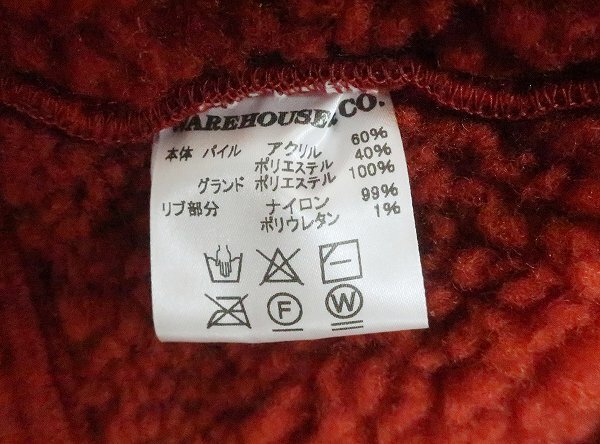 WAREHOUSE,CO.
本体 パイル アクリル 60%
ポリエステル 40%
グランド ポリエステル 100%
リブ部分 ナイロン 99%
ポリウレタン 1%
F W